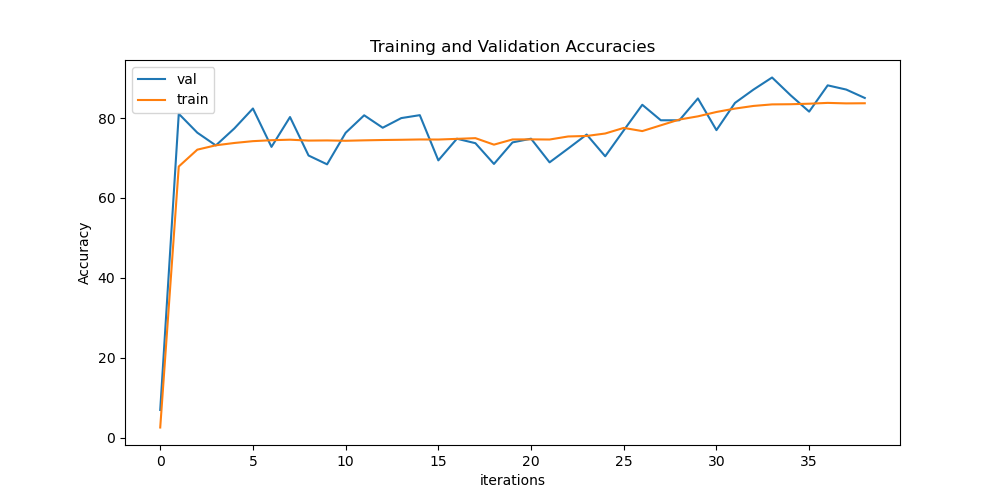 Training and Validation Accuracies
val
train
80
60
40
20
0
Accuracy
0 5 10 15 20 25 30 35
iterations